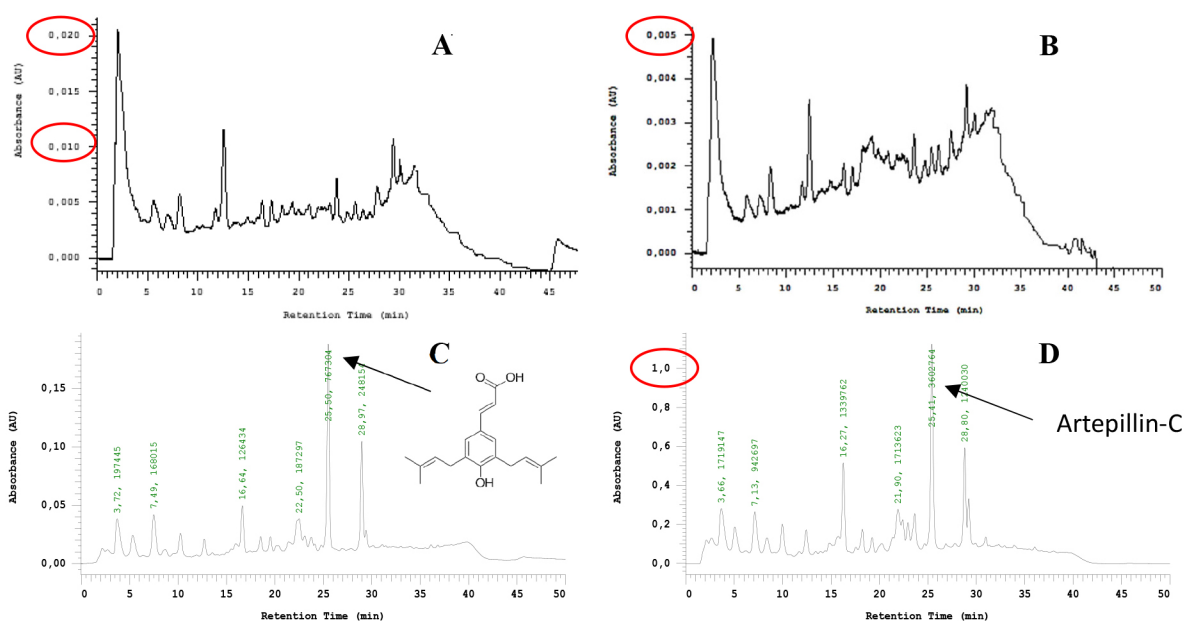 A
0,020
0,015
0,010
0,005
0,000
Absorbance (AU)
0 5 10 15 20 25 30 35 40 45
Retention Time (min)
B
0,005
0,004
0,003
0,002
0,001
0,000
Absorbance (AU)
0 5 10 15 20 25 30 35 40 45 50
Retention Time (min)
C
0,15
0,10
0,05
0,00
Absorbance (AU)
3,72, 197445
7,49, 168015
16,64, 126434
22,50, 187297
25,50, 767304
O
OH
OH
0 5 10 15 20 25 30 35 40 45 50
Retention Time (min)
D
1,0
0,8
0,6
0,4
0,2
0,0
Absorbance (AU)
3,66, 1719147
7,13, 942697
16,27, 1339762
21,90, 1713623
25,41, 3602764
Artepillin-C
0 5 10 15 20 25 30 35 40 45 50
Retention Time (min)